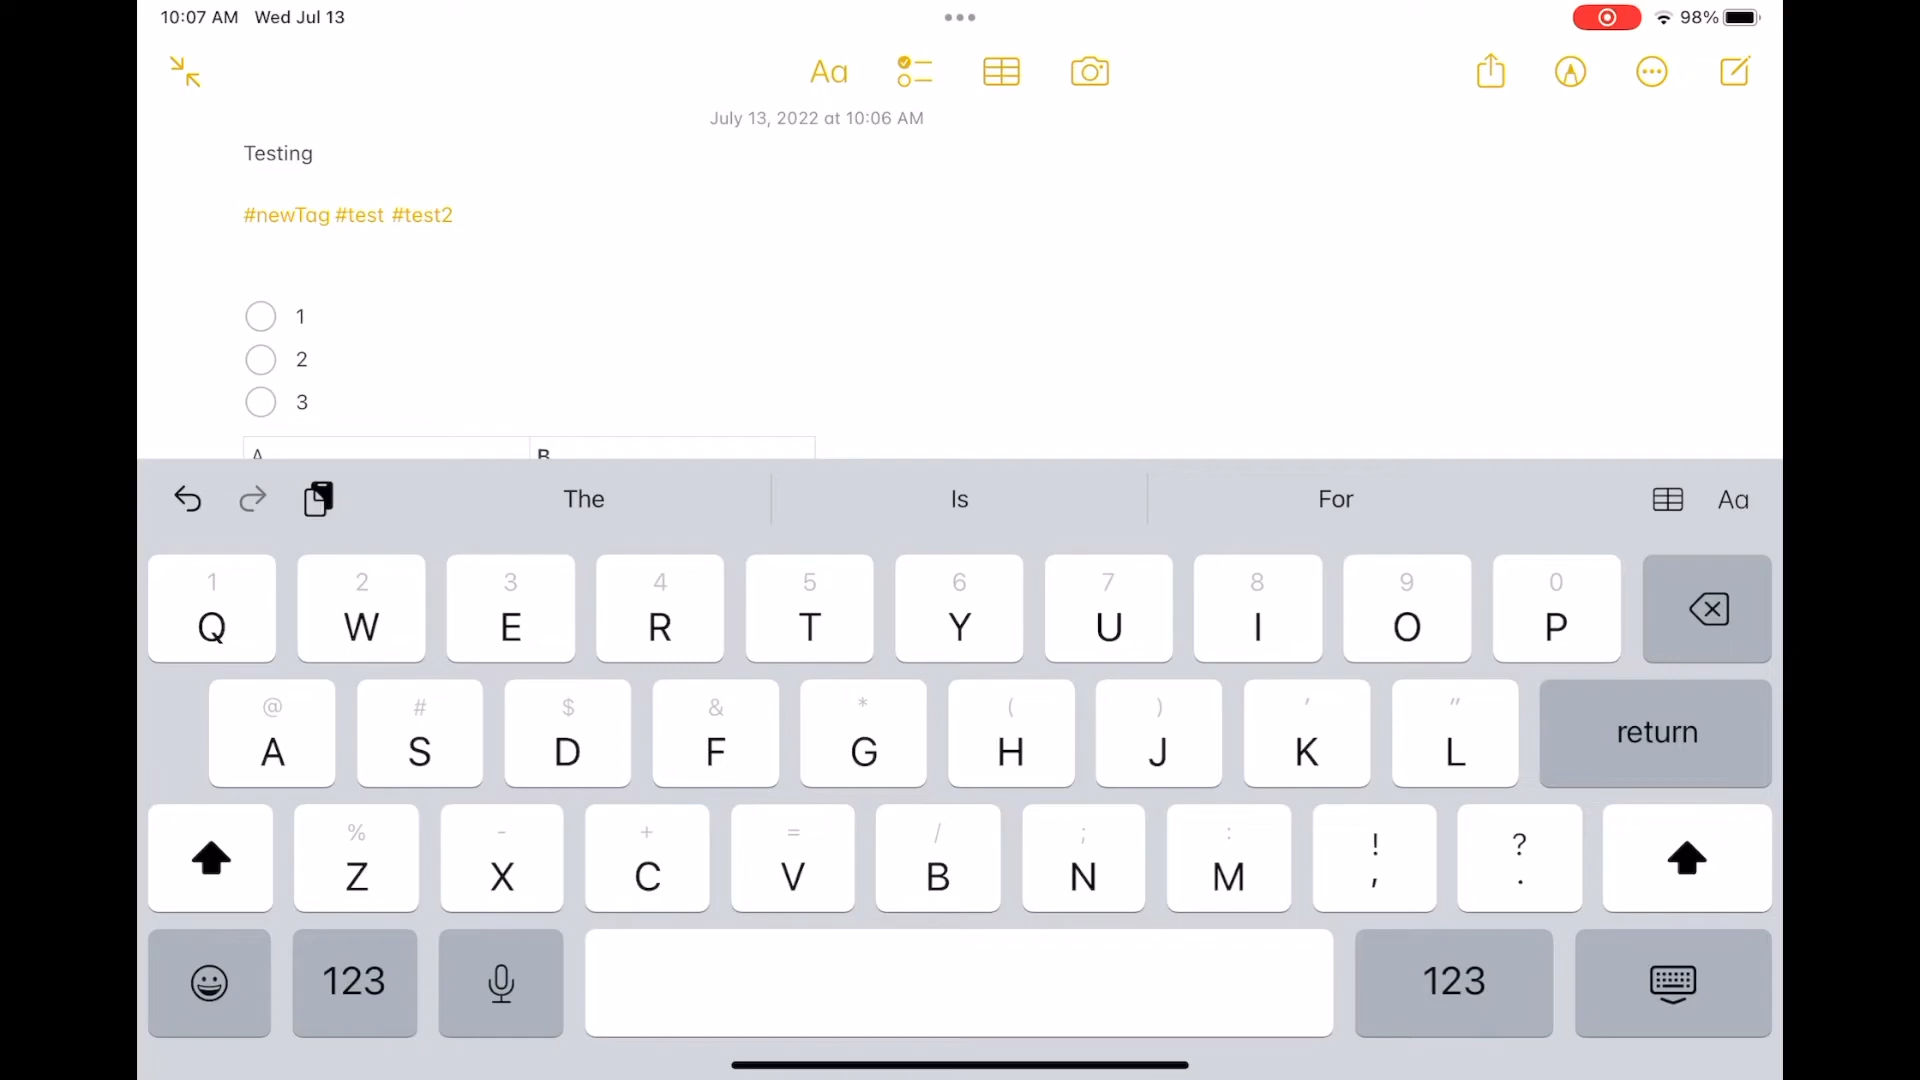 10:07 AM Wed Jul 13 98%
Aa
July 13, 2022 at 10:06 AM
Testing
#newTag #test #test2
1
2
3
A B
The Is For Aa
1 2 3 4 5 6 7 8 9 0
Q W E R T Y U I O P
@ # $ & * ( ) ' "
A S D F G H J K L return
% - + = / ; : ! ?
Z X C V B N M , .
123 123